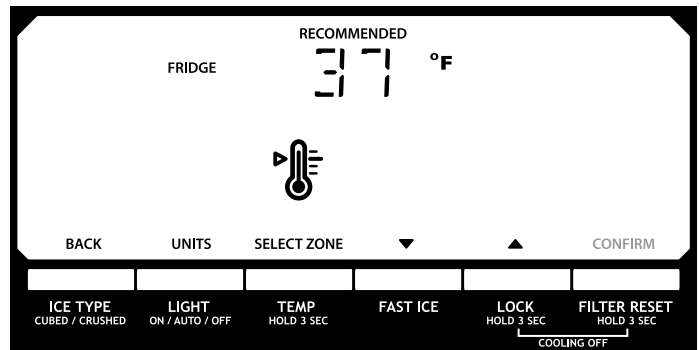 RECOMMENDED
FRIDGE 37 °F
BACK UNITS SELECT ZONE ▼ ▲ CONFIRM
ICE TYPE LIGHT TEMP FAST ICE LOCK FILTER RESET
CUBED / CRUSHED ON / AUTO / OFF HOLD 3 SEC HOLD 3 SEC HOLD 3 SEC
COOLING OFF